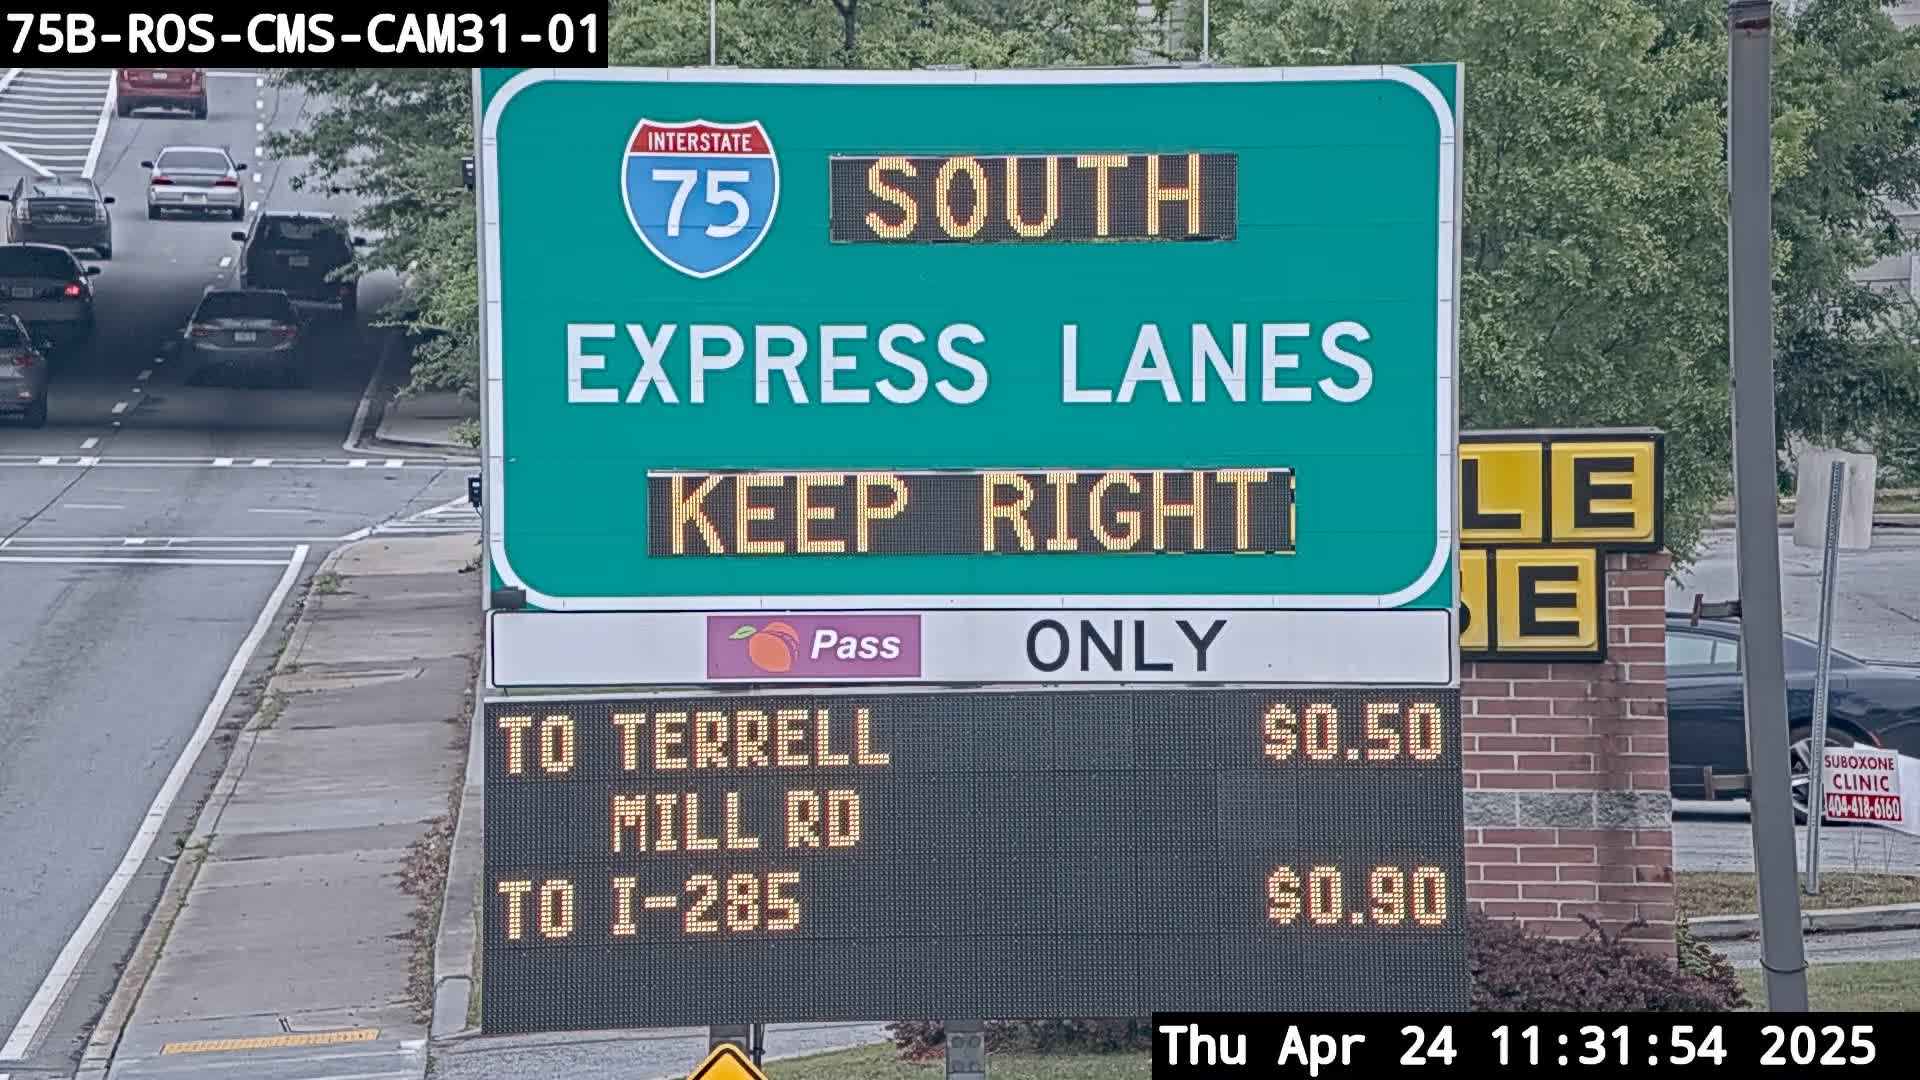 75B-ROS-CMS-CAM31-01
INTERSTATE
75
SOUTH
EXPRESS LANES
KEEP RIGHT
Pass ONLY
TO TERRELL $0.50
MILL RD
TO I-285 $0.90
LE
E
SUBOXONE
CLINIC
404-418-6160
Thu Apr 24 11:31:54 2025